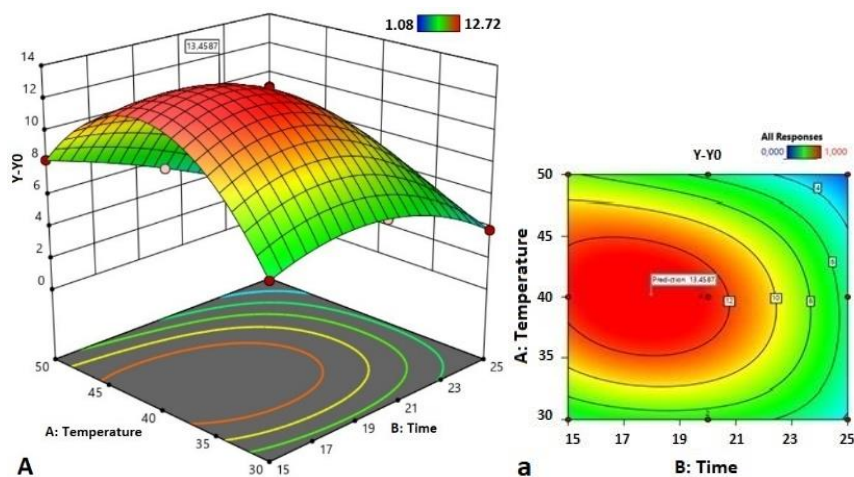 1.08 12.72
13.4587
14
12
10
8
6
4
2
0
Y-Y0
50
45
40
35
30
A: Temperature
15
17
19
21
23
25
B: Time
A
All Responses
0,000 1,000
Y-Y0
50
45
40
35
30
A: Temperature
4
6
8
10
12
Prediction 13.4587
15 17 19 21 23 25
B: Time
a